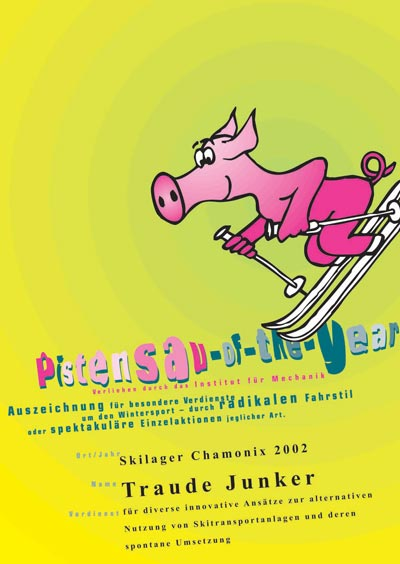 Pistensau-of-the-Year
Verliehen durch das Institut für Mechanik
Auszeichnung für besondere Verdienste
um den Wintersport – durch radikalen Fahrstil
oder spektakuläre Einzelaktionen jeglicher Art.
Ort/Jahr Skilager Chamonix 2002
Name Traude Junker
Verdienst für diverse innovative Ansätze zur alternativen
Nutzung von Skitransportanlagen und deren
spontane Umsetzung